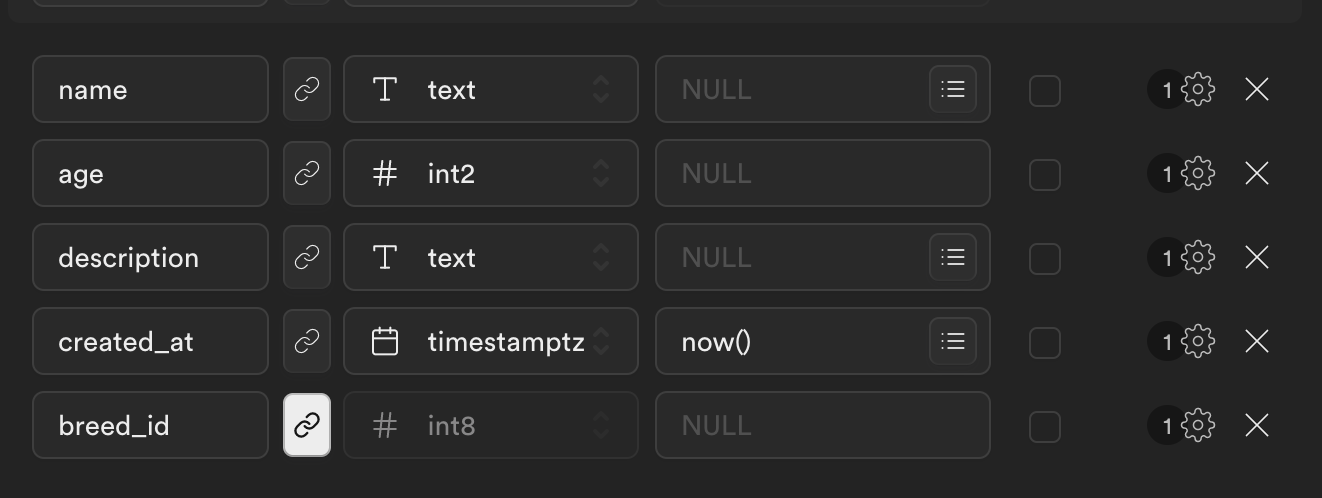 name text NULL 1
age int2 NULL 1
description text NULL 1
created_at timestamptz now() 1
breed_id int8 NULL 1